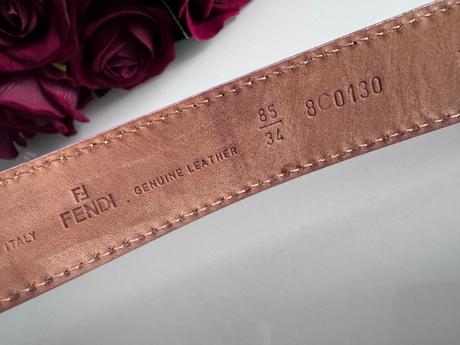 ITALY
FF
FENDI
GENUINE LEATHER
85
34
8C0130